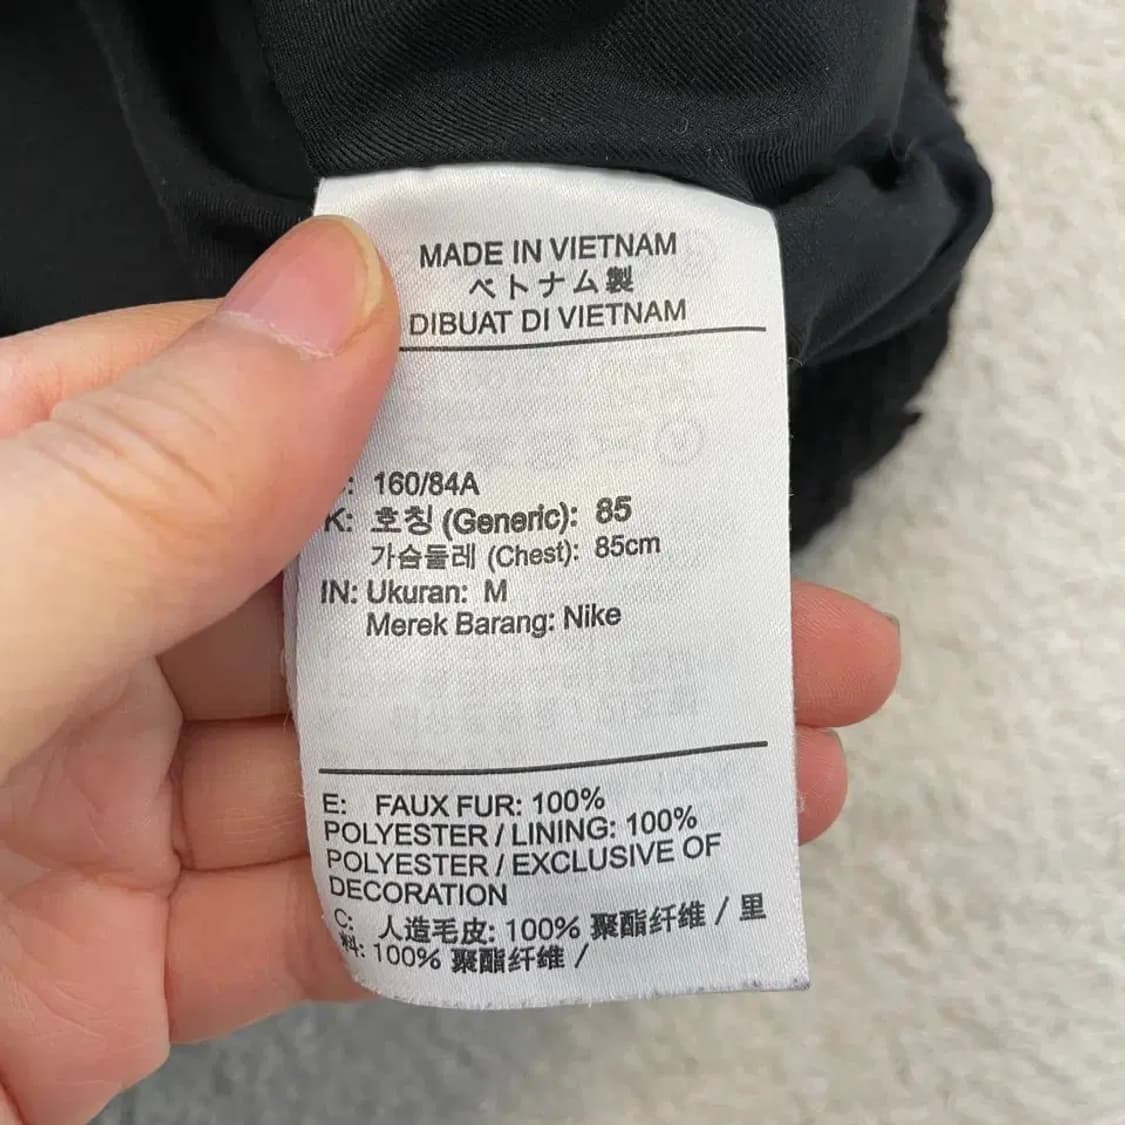 MADE IN VIETNAM
ベトナム製
DIBUAT DI VIETNAM
: 160/84A
K: 호칭 (Generic): 85
가슴둘레 (Chest): 85cm
IN: Ukuran: M
Merek Barang: Nike
E: FAUX FUR: 100%
POLYESTER / LINING: 100%
POLYESTER / EXCLUSIVE OF
DECORATION
C: 人造毛皮: 100% 聚酯纤维 / 里
料: 100% 聚酯纤维 /